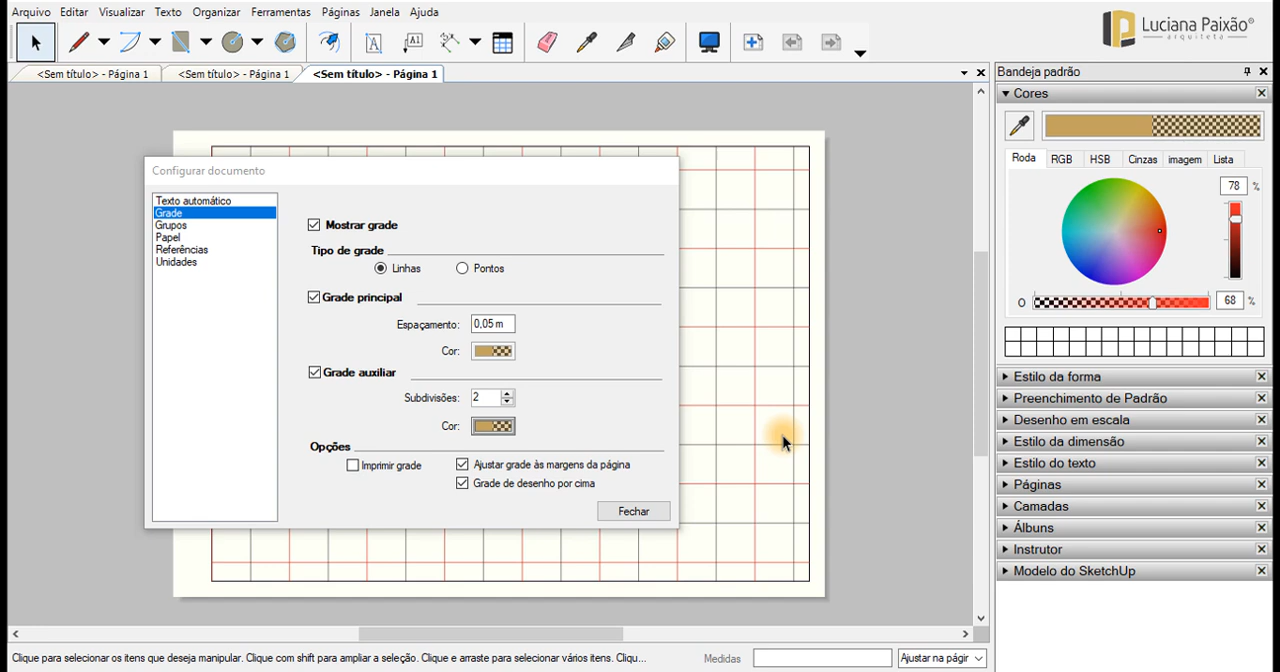 Arquivo Editar Visualizar Texto Organizar Ferramentas Páginas Janela Ajuda
Luciana Paixão®
arquiteta
A
A1
<Sem título> - Página 1
<Sem título> - Página 1
<Sem título> - Página 1
Bandeja padrão
Cores
Roda RGB HSB Cinzas imagem Lista
78 %
O 68 %
Estilo da forma
Preenchimento de Padrão
Desenho em escala
Estilo da dimensão
Estilo do texto
Páginas
Camadas
Álbuns
Instrutor
Modelo do SketchUp
Configurar documento
Texto automático
Grade
Grupos
Papel
Referências
Unidades
Mostrar grade
Tipo de grade
Linhas Pontos
Grade principal
Espaçamento: 0,05 m
Cor:
Grade auxiliar
Subdivisões: 2
Cor:
Opções
Imprimir grade Ajustar grade às margens da página
Grade de desenho por cima
Fechar
Clique para selecionar os itens que deseja manipular. Clique com shift para ampliar a seleção. Clique e arraste para selecionar vários itens. Cliqu...
Medidas
Ajustar na págir